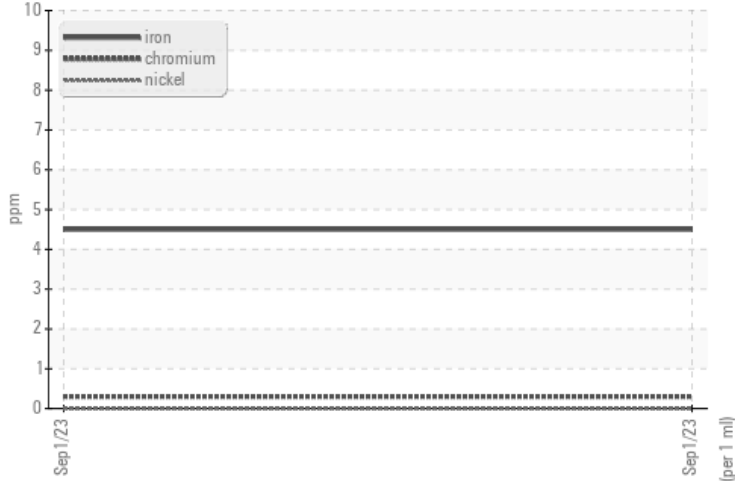 10
9
8
7
6
5
4
3
2
1
0
ppm
iron
chromium
nickel
Sep1/23
Sep1/23
(per 1 ml)